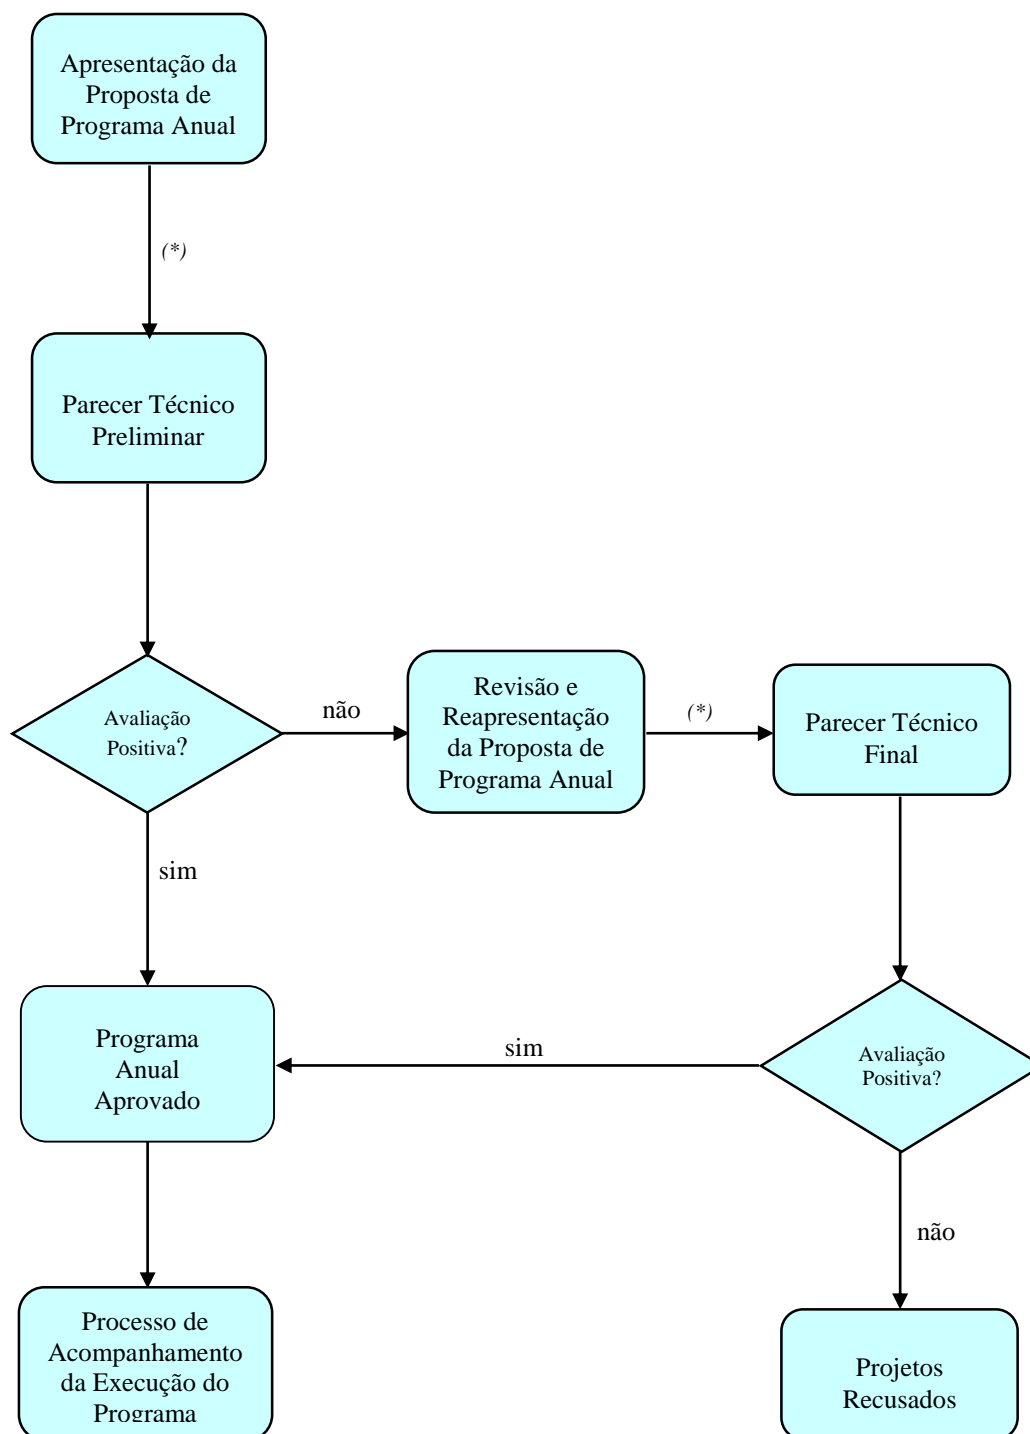 Apresentação da
Proposta de
Programa Anual
(*)
Parecer Técnico
Preliminar
Avaliação
Positiva?
não
Revisão e
Reapresentação
da Proposta de
Programa Anual
(*)
Parecer Técnico
Final
sim
Programa
Anual
Aprovado
sim
Avaliação
Positiva?
não
Processo de
Acompanhamento
da Execução do
Programa
Projetos
Recusados